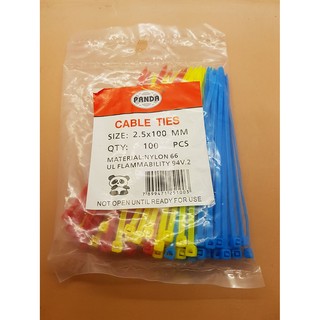 PANDA
CABLE TIES
SIZE: 2.5x100 MM
QTY: 100 PCS
MATERIAL NYLON 66
UL FLAMMABILITY 94V.2
NOT OPEN UNTIL READY FOR USE